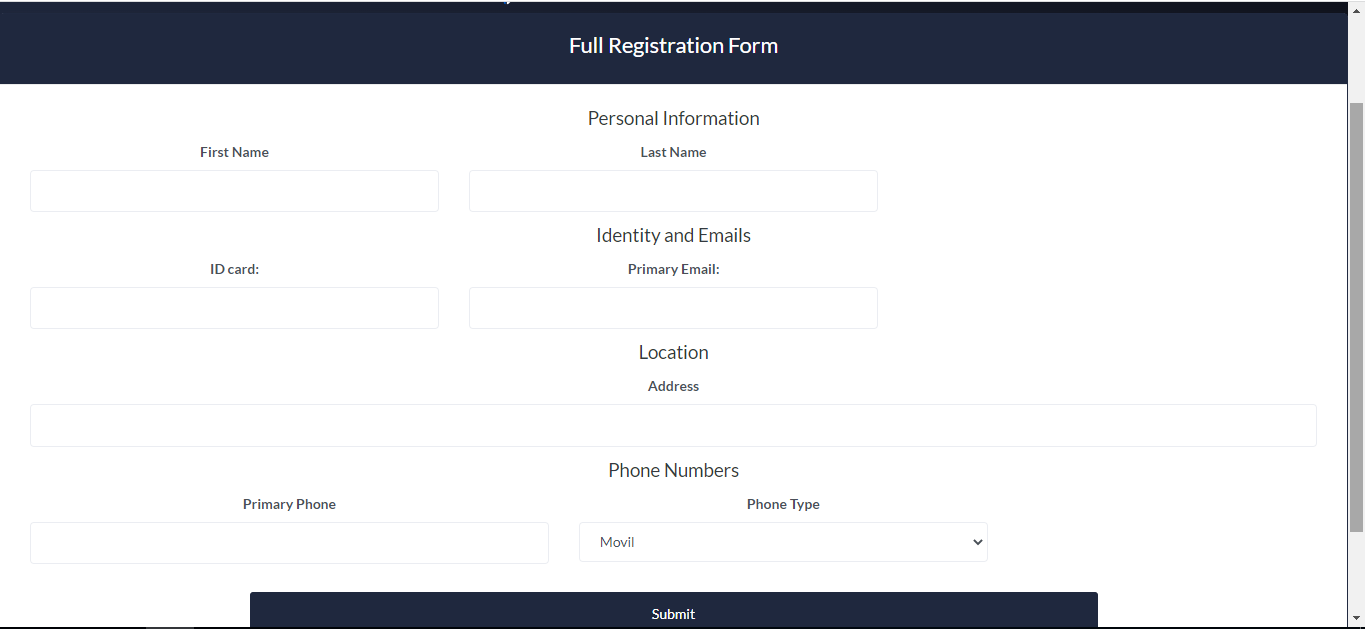 Full Registration Form
Personal Information
First Name
Last Name
Identity and Emails
ID card:
Primary Email:
Location
Address
Phone Numbers
Primary Phone
Phone Type
Movil
Submit